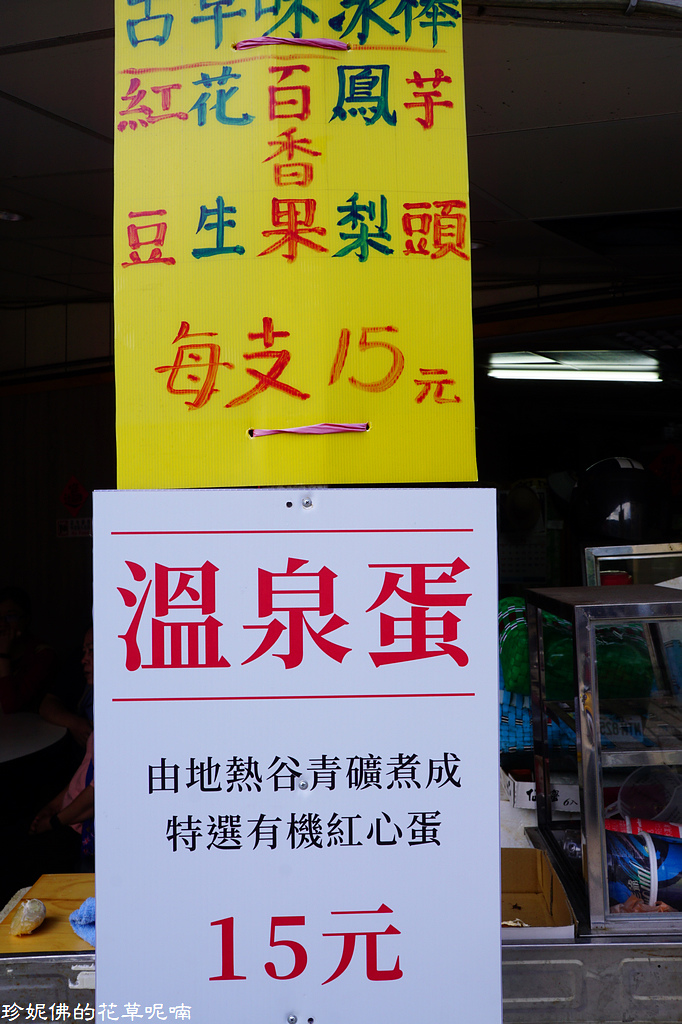 古早味冰棒
紅豆 花生 百香果 鳳梨 芋頭
每支15元
溫泉蛋
由地熱谷青礦煮成
特選有機紅心蛋
15元
珍妮佛的花草呢喃